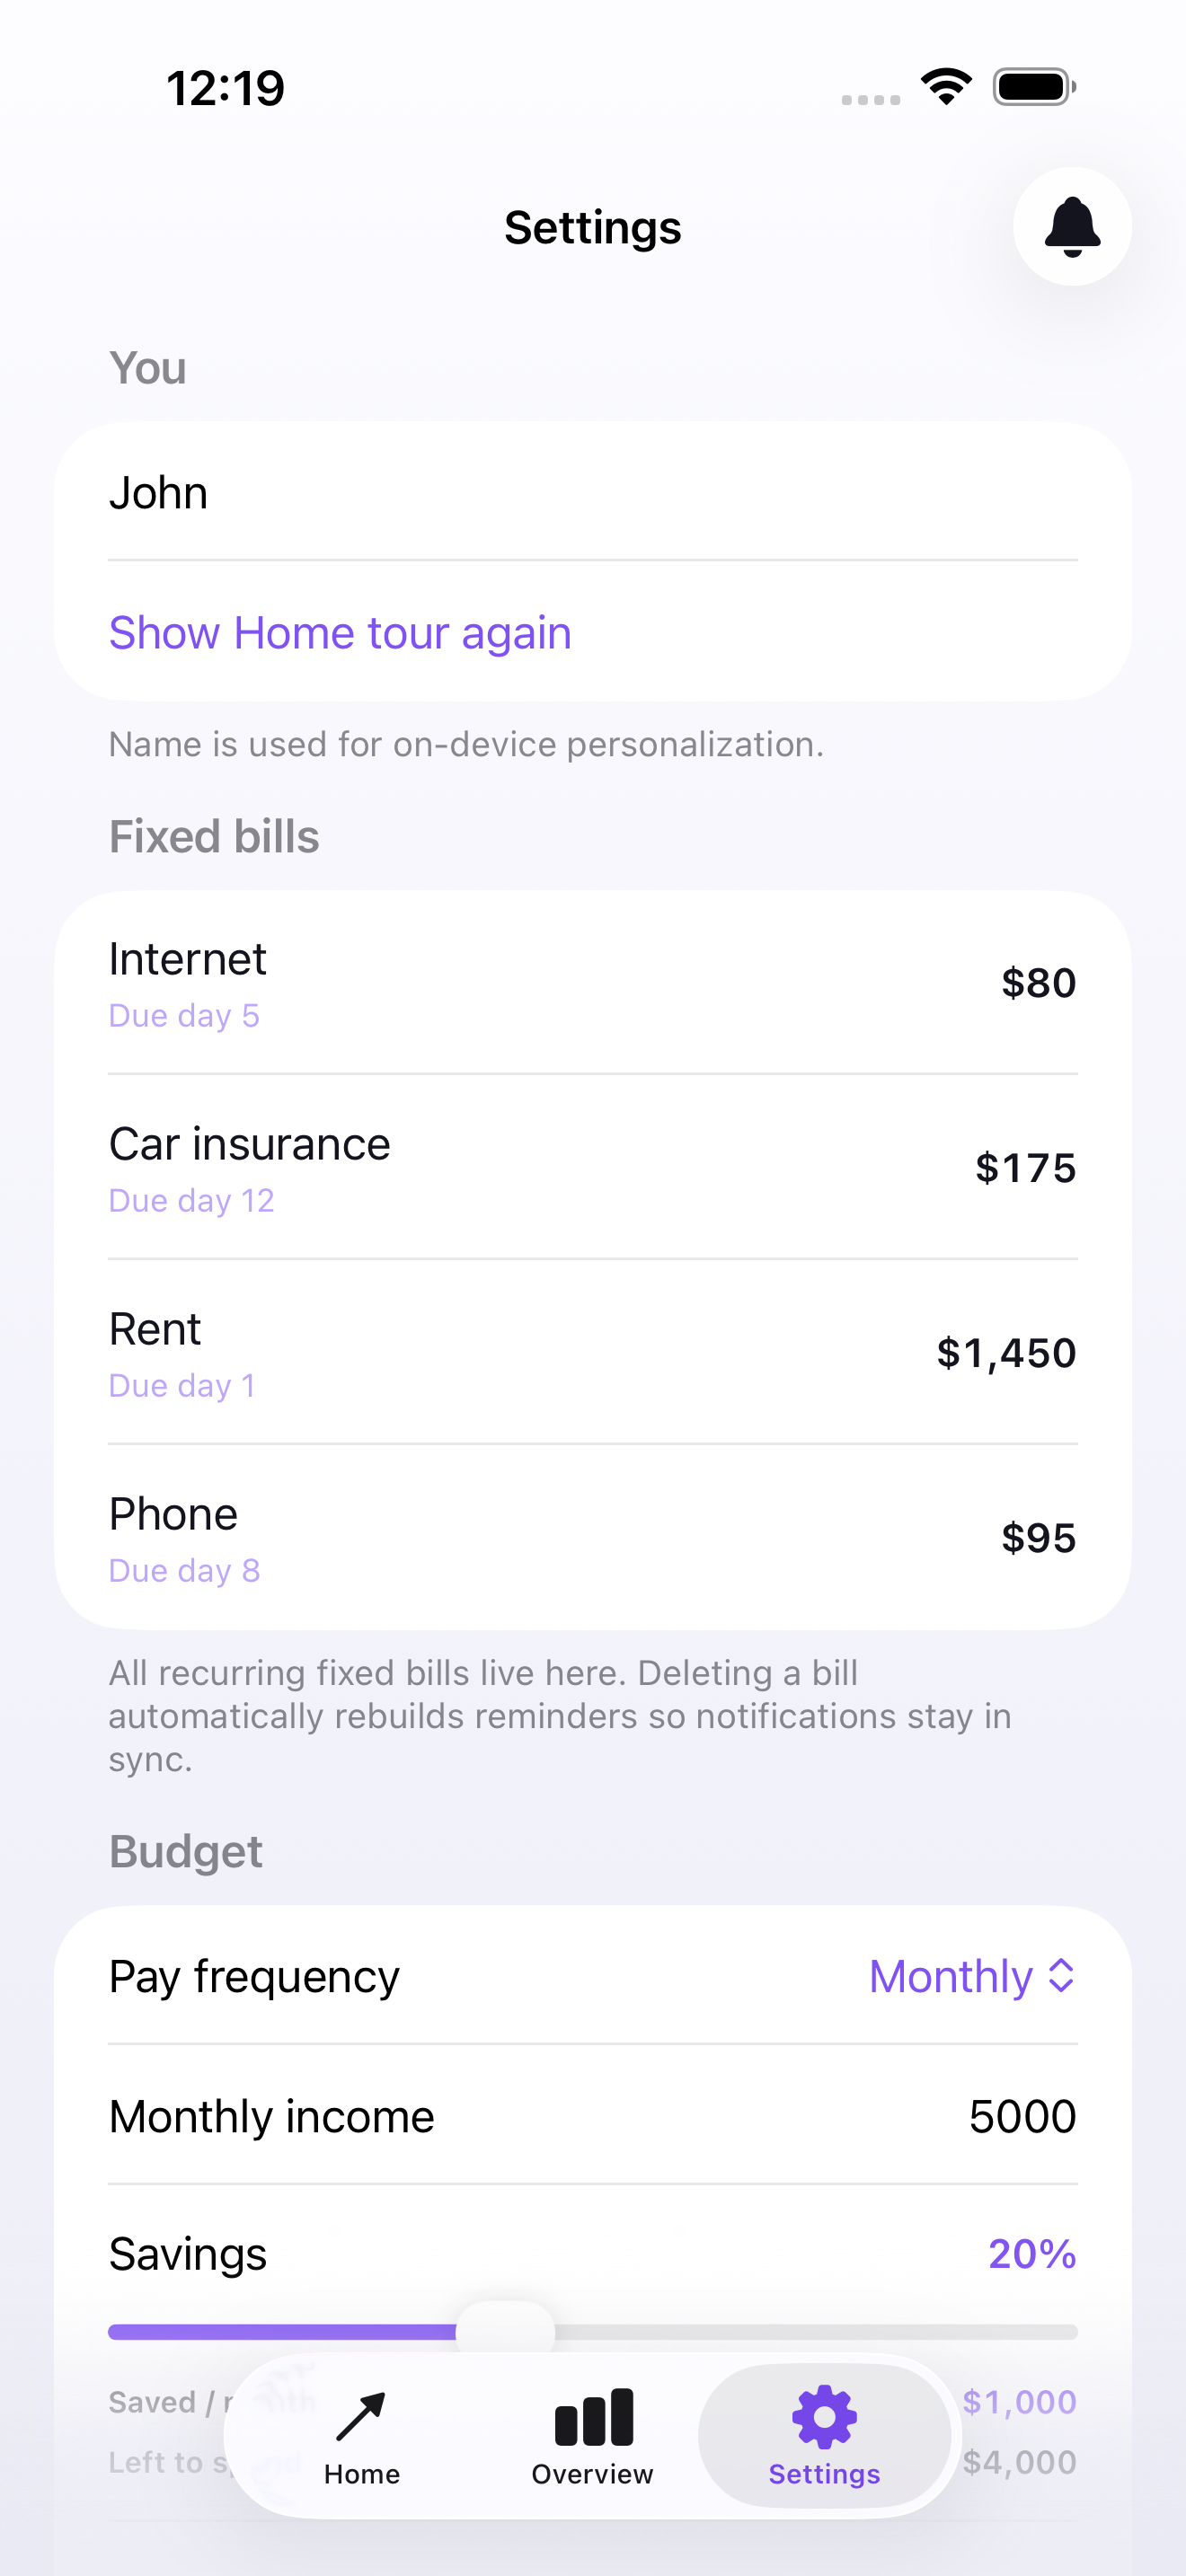 12:19
Settings
You
John
Show Home tour again
Name is used for on-device personalization.
Fixed bills
Internet
$80
Due day 5
Car insurance
$175
Due day 12
Rent
$1,450
Due day 1
Phone
$95
Due day 8
All recurring fixed bills live here. Deleting a bill
automatically rebuilds reminders so notifications stay in
sync.
Budget
Pay frequency
Monthly
Monthly income
5000
Savings
20%
Saved /
$1,000
Left to
$4,000
Home
Overview
Settings